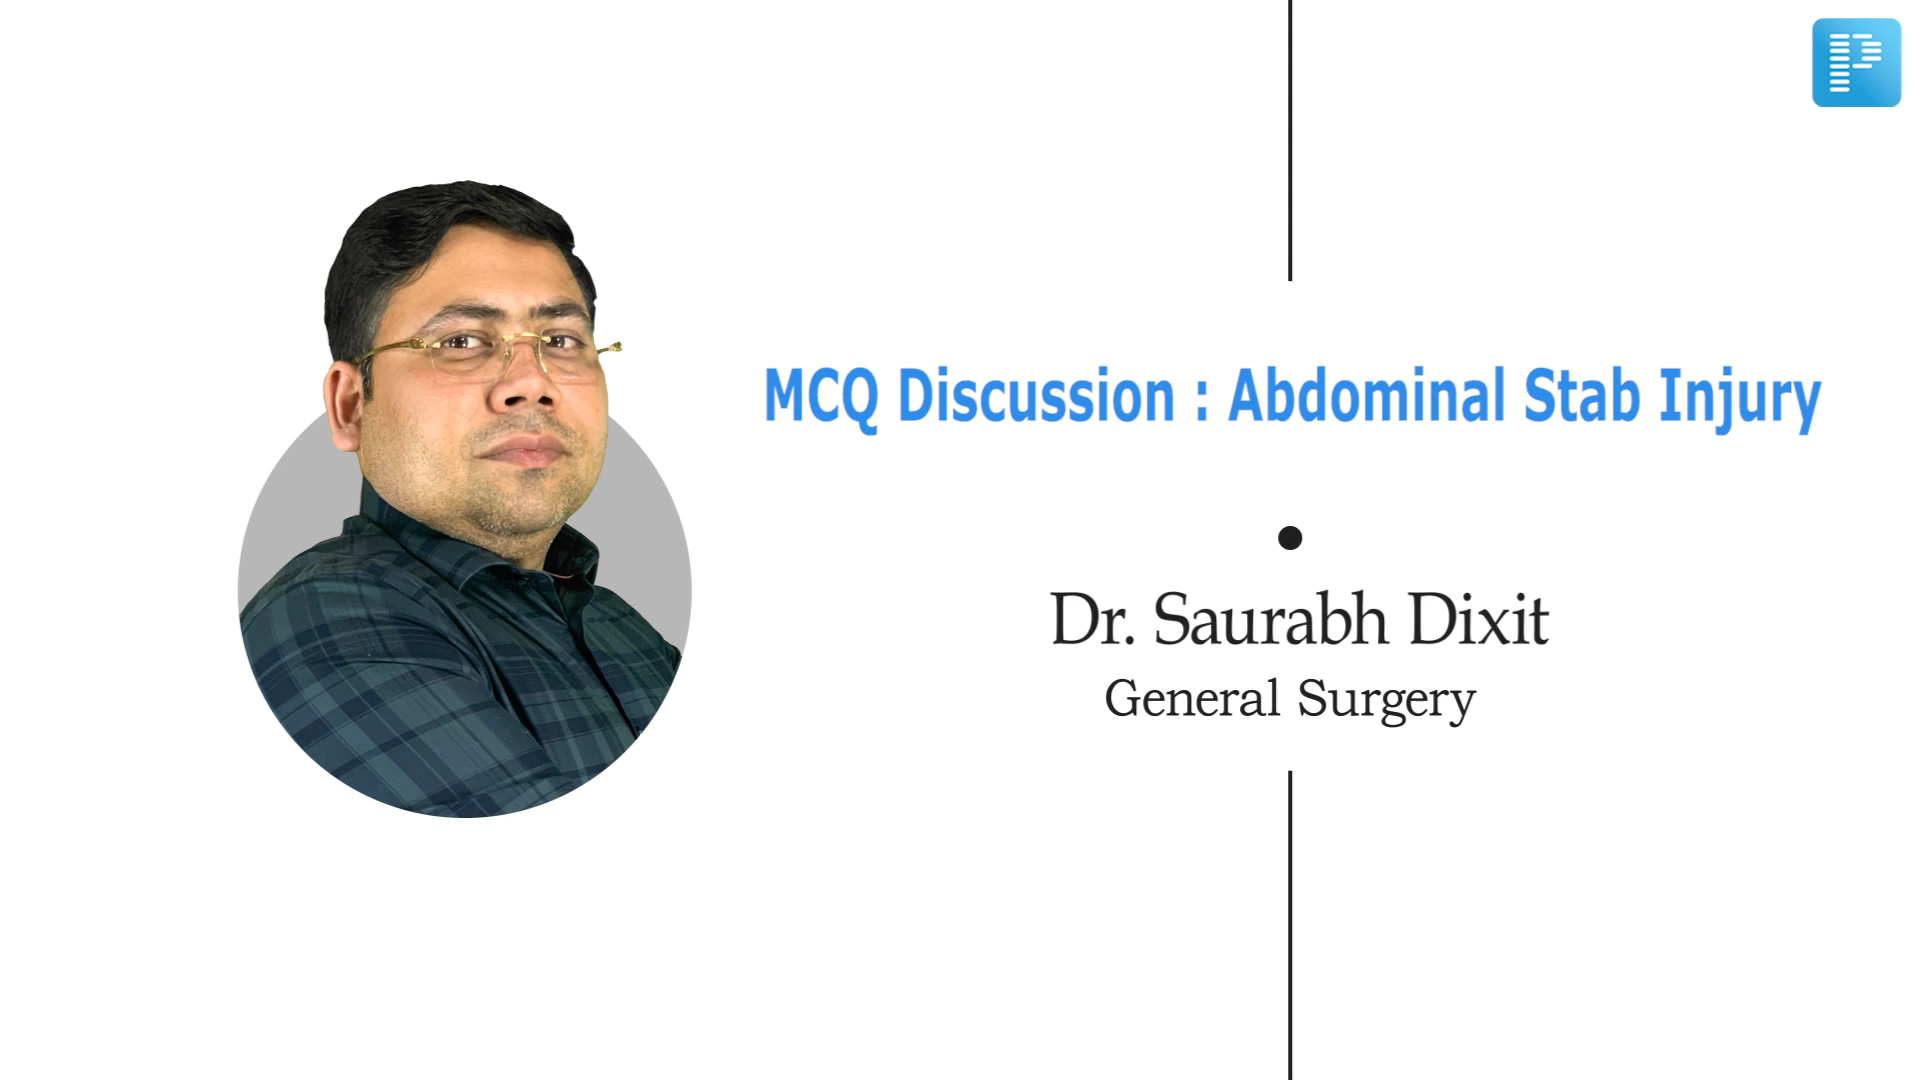 MCQ Discussion : Abdominal Stab Injury
Dr. Saurabh Dixit
General Surgery